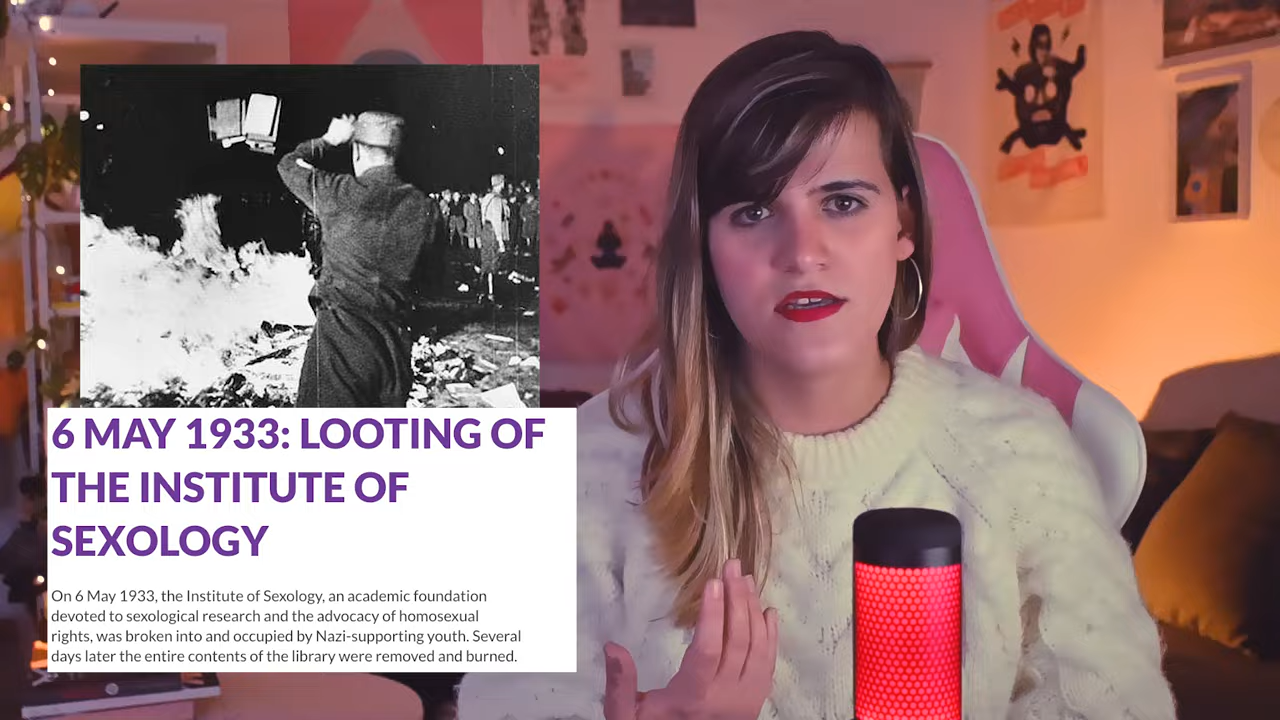 6 MAY 1933: LOOTING OF
THE INSTITUTE OF
SEXOLOGY
On 6 May 1933, the Institute of Sexology, an academic foundation
devoted to sexological research and the advocacy of homosexual
rights, was broken into and occupied by Nazi-supporting youth. Several
days later the entire contents of the library were removed and burned.